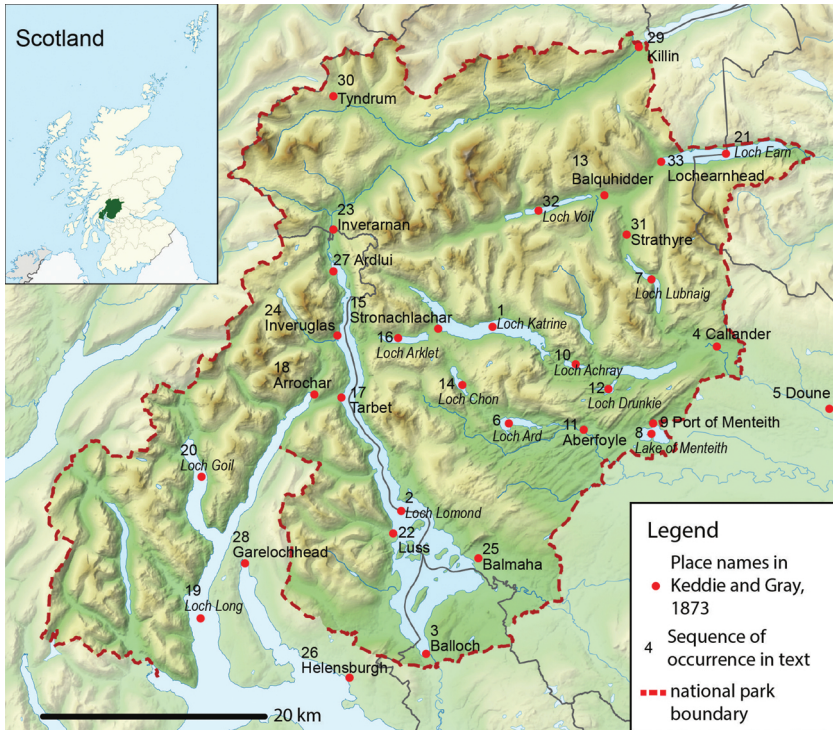 Scotland
29
Killin
30
Tyndrum
21
Loch Earn
13
Balquhidder
33
Lochearnhead
32
Loch Voil
23
Inverarnan
31
Strathyre
27 Ardlui
7
Loch Lubnaig
24
Inveruglas
15
Stronachlachar
1
Loch Katrine
16
Loch Arklet
4 Callander
10
Loch Achray
18
Arrochar
14
Loch Chon
12
Loch Drunkie
5 Doune
17
Tarbet
6
Loch Ard
11
Aberfoyle
9 Port of Menteith
8
Lake of Menteith
20
Loch Goil
2
Loch Lomond
22
Luss
28
Garelochhead
25
Balmaha
19
Loch Long
3
Balloch
26
Helensburgh
20 km
Legend
Place names in
Keddie and Gray,
1873
4 Sequence of
occurrence in text
national park
boundary